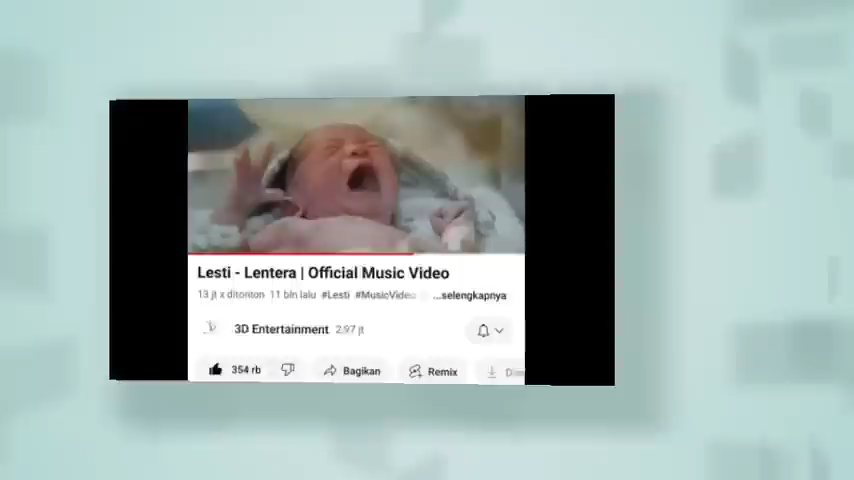 Lesti - Lentera | Official Music Video
13 jt x ditonton 11 bln lalu #Lesti #MusicVideo ...selengkapnya
3D Entertainment 2,97 jt
354 rb Bagikan Remix